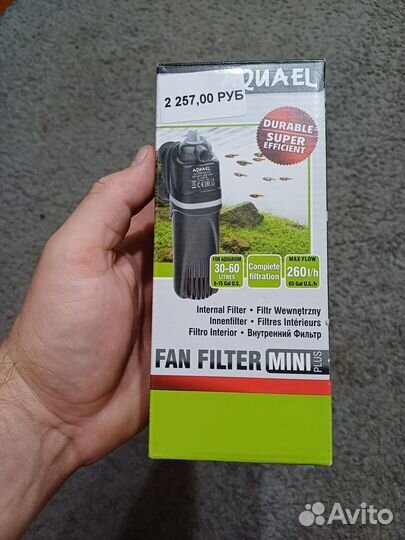 AQUAEL
2 257,00 РУБ
DURABLE
SUPER
EFFICIENT
AQUAEL
FOR AQUARIUM
30-60
LITRES
8-15 Gal U.S.
Complete
filtration
MAX FLOW
260 l/h
65 Gal U.S./h
Internal Filter • Filtr Wewnętrzny
Innenfilter • Filtres Intérieurs
Filtro Interior • Внутренний Фильтр
FAN FILTER MINI PLUS
Avito